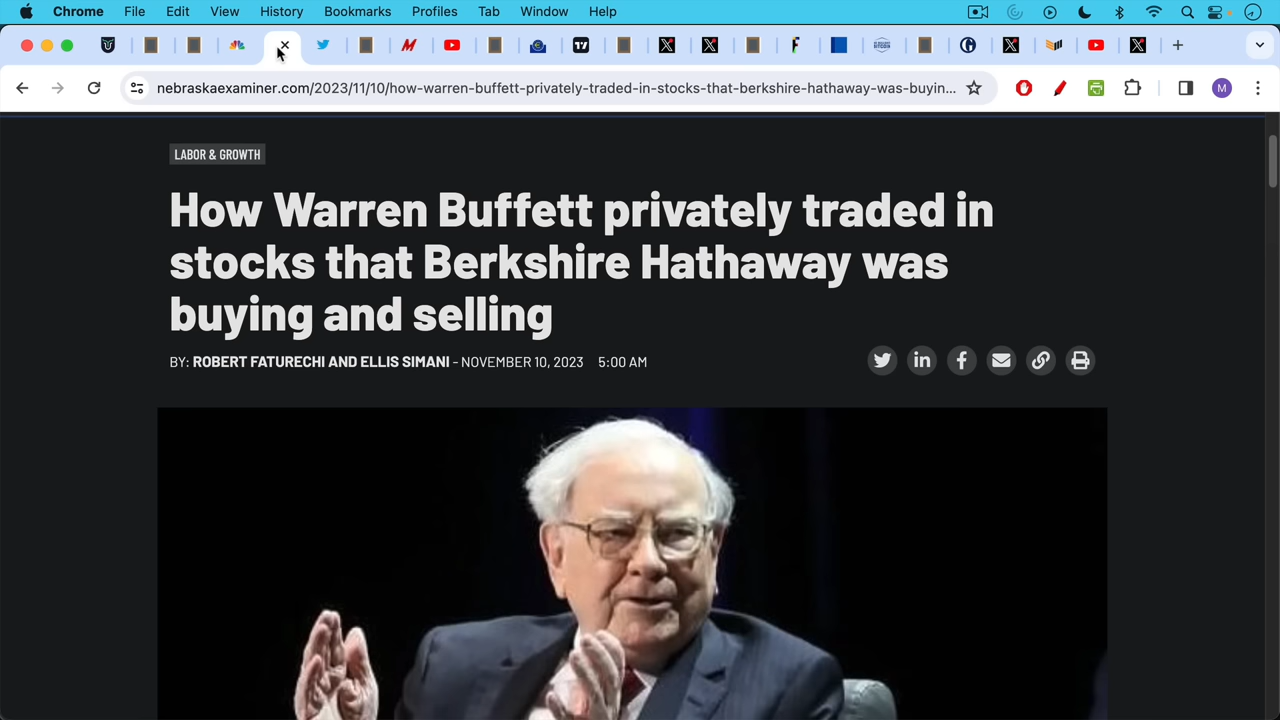 Chrome File Edit View History Bookmarks Profiles Tab Window Help
nebraskaexaminer.com/2023/11/10/how-warren-buffett-privately-traded-in-stocks-that-berkshire-hathaway-was-buyin...
M
LABOR & GROWTH
How Warren Buffett privately traded in
stocks that Berkshire Hathaway was
buying and selling
BY: ROBERT FATURECHI AND ELLIS SIMANI - NOVEMBER 10, 2023 5:00 AM